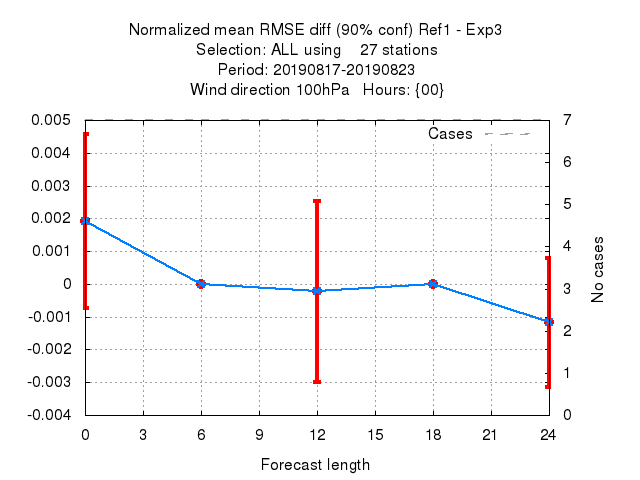 Normalized mean RMSE diff (90% conf) Ref1 - Exp3
Selection: ALL using 27 stations
Period: 20190817-20190823
Wind direction 100hPa Hours: {00}
Cases
0.005
0.004
0.003
0.002
0.001
0
-0.001
-0.002
-0.003
-0.004
7
6
5
4
3
2
1
0
No cases
0 3 6 9 12 15 18 21 24
Forecast length